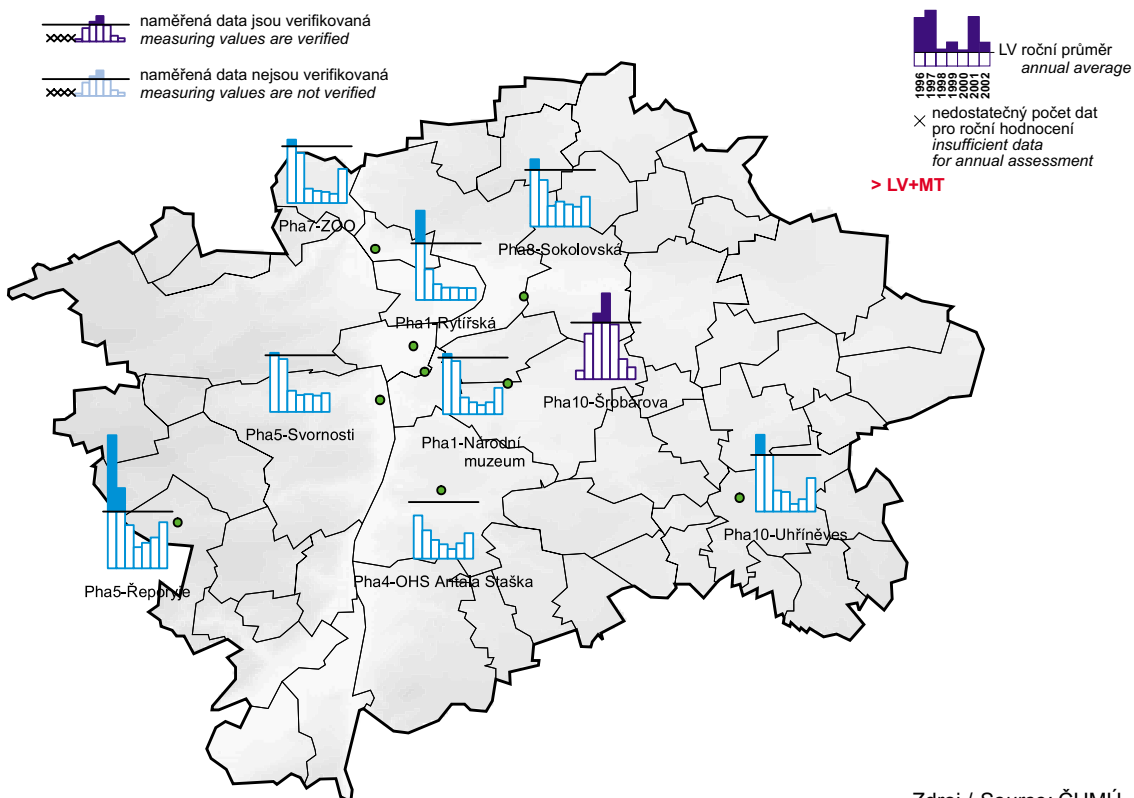 naměřená data jsou verifikovaná
measuring values are verified
naměřená data nejsou verifikovaná
measuring values are not verified
LV roční průměr
annual average
1996
1997
1998
1999
2000
2001
2002
× nedostatečný počet dat
pro roční hodnocení
insufficient data
for annual assessment
> LV+MT
Pha7-ZOO
Pha8-Sokolovská
Pha1-Rytířská
Pha10-Šrobárova
Pha5-Svornosti
Pha1-Národní
muzeum
Pha10-Uhříněves
Pha4-OHS Antala Staška
Pha5-Řeporyje
Zdroj / Source: ČHMÚ